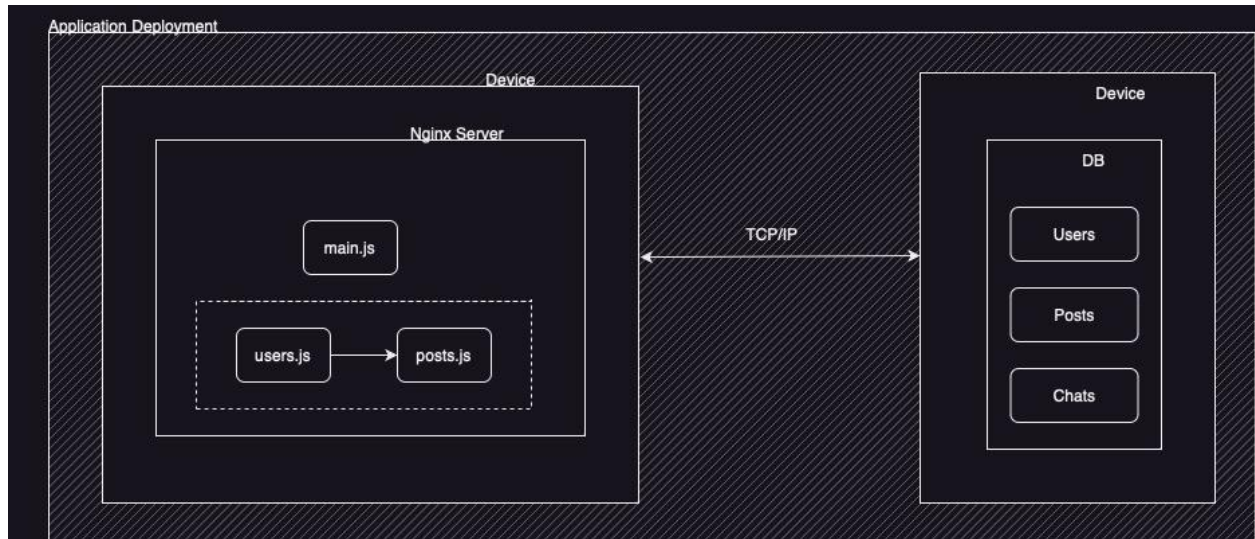 Application Deployment
Device
Nginx Server
main.js
users.js
posts.js
TCP/IP
Device
DB
Users
Posts
Chats